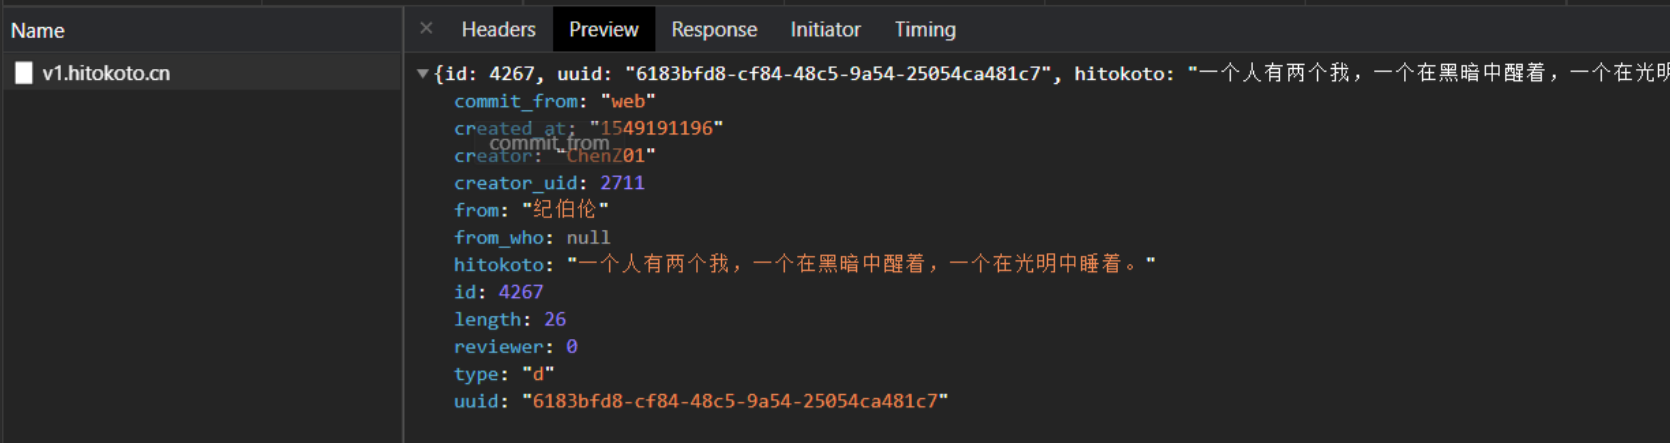 Name
× Headers Preview Response Initiator Timing
v1.hitokoto.cn
▼{id: 4267, uuid: "6183bfd8-cf84-48c5-9a54-25054ca481c7", hitokoto: "一个人有两个我，一个在黑暗中醒着，一个在光明
commit_from: "web"
created_at: "1549191196"
commit_from
creator: "ChenZ01"
creator_uid: 2711
from: "纪伯伦"
from_who: null
hitokoto: "一个人有两个我，一个在黑暗中醒着，一个在光明中睡着。"
id: 4267
length: 26
reviewer: 0
type: "d"
uuid: "6183bfd8-cf84-48c5-9a54-25054ca481c7"